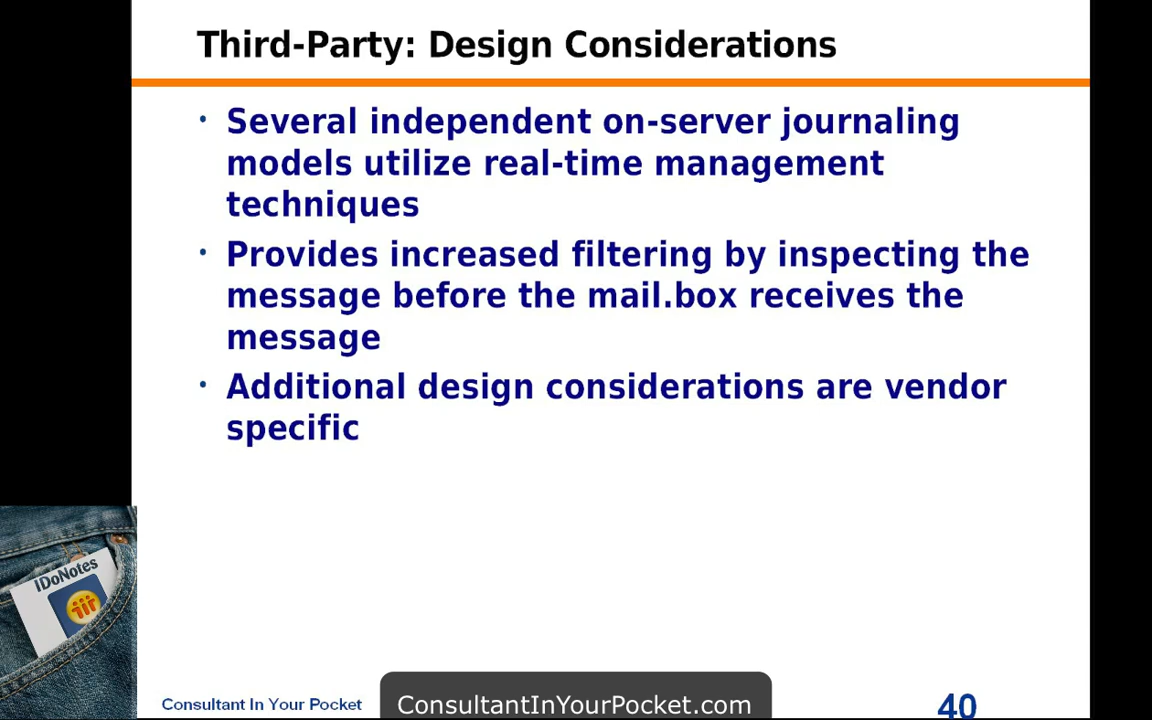 Third-Party: Design Considerations
• Several independent on-server journaling
models utilize real-time management
techniques
• Provides increased filtering by inspecting the
message before the mail.box receives the
message
• Additional design considerations are vendor
specific
IDoNotes
Consultant In Your Pocket
ConsultantInYourPocket.com
40